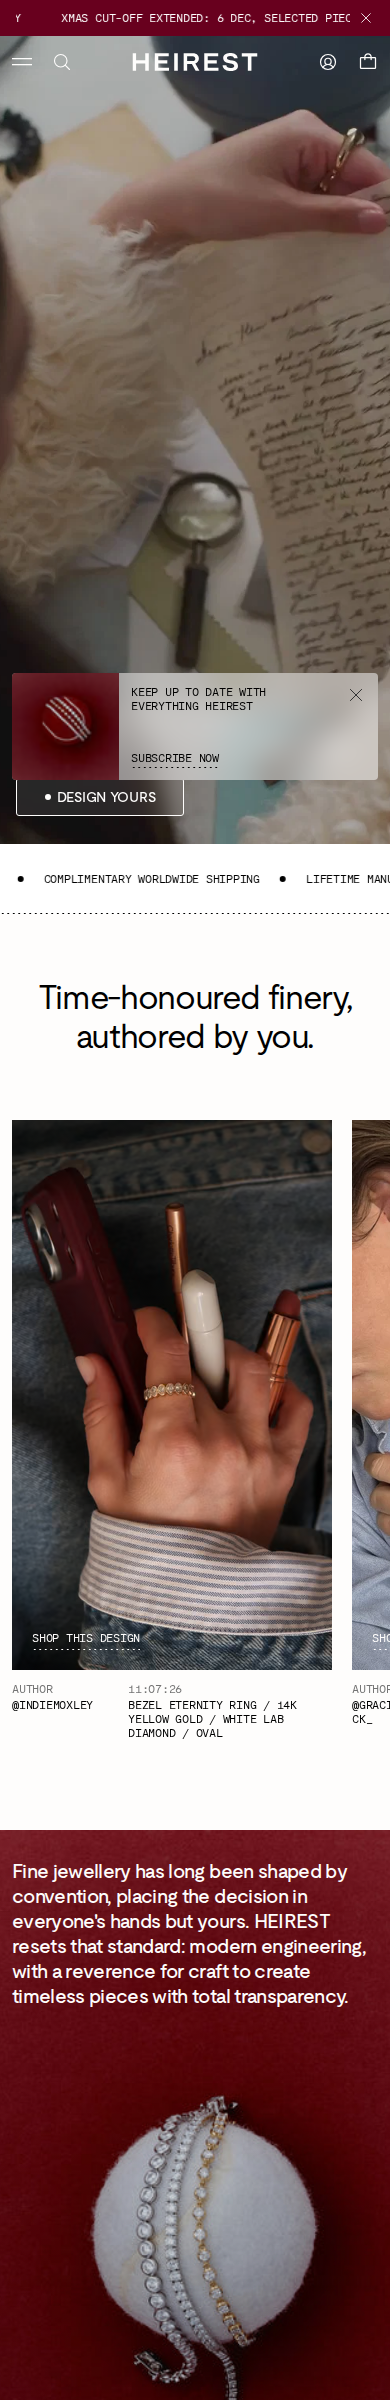 Y XMAS CUT-OFF EXTENDED: 6 DEC, SELECTED PIEC
HEIREST
KEEP UP TO DATE WITH
EVERYTHING HEIREST
SUBSCRIBE NOW
DESIGN YOURS
COMPLIMENTARY WORLDWIDE SHIPPING • LIFETIME MANU
Time-honoured finery,
authored by you.
SHOP THIS DESIGN
SHO
AUTHOR
11:07:26
AUTHOR
@INDIEMOXLEY
BEZEL ETERNITY RING / 14K
YELLOW GOLD / WHITE LAB
DIAMOND / OVAL
@GRACI
CK_
Fine jewellery has long been shaped by
convention, placing the decision in
everyone's hands but yours. HEIREST
resets that standard: modern engineering,
with a reverence for craft to create
timeless pieces with total transparency.